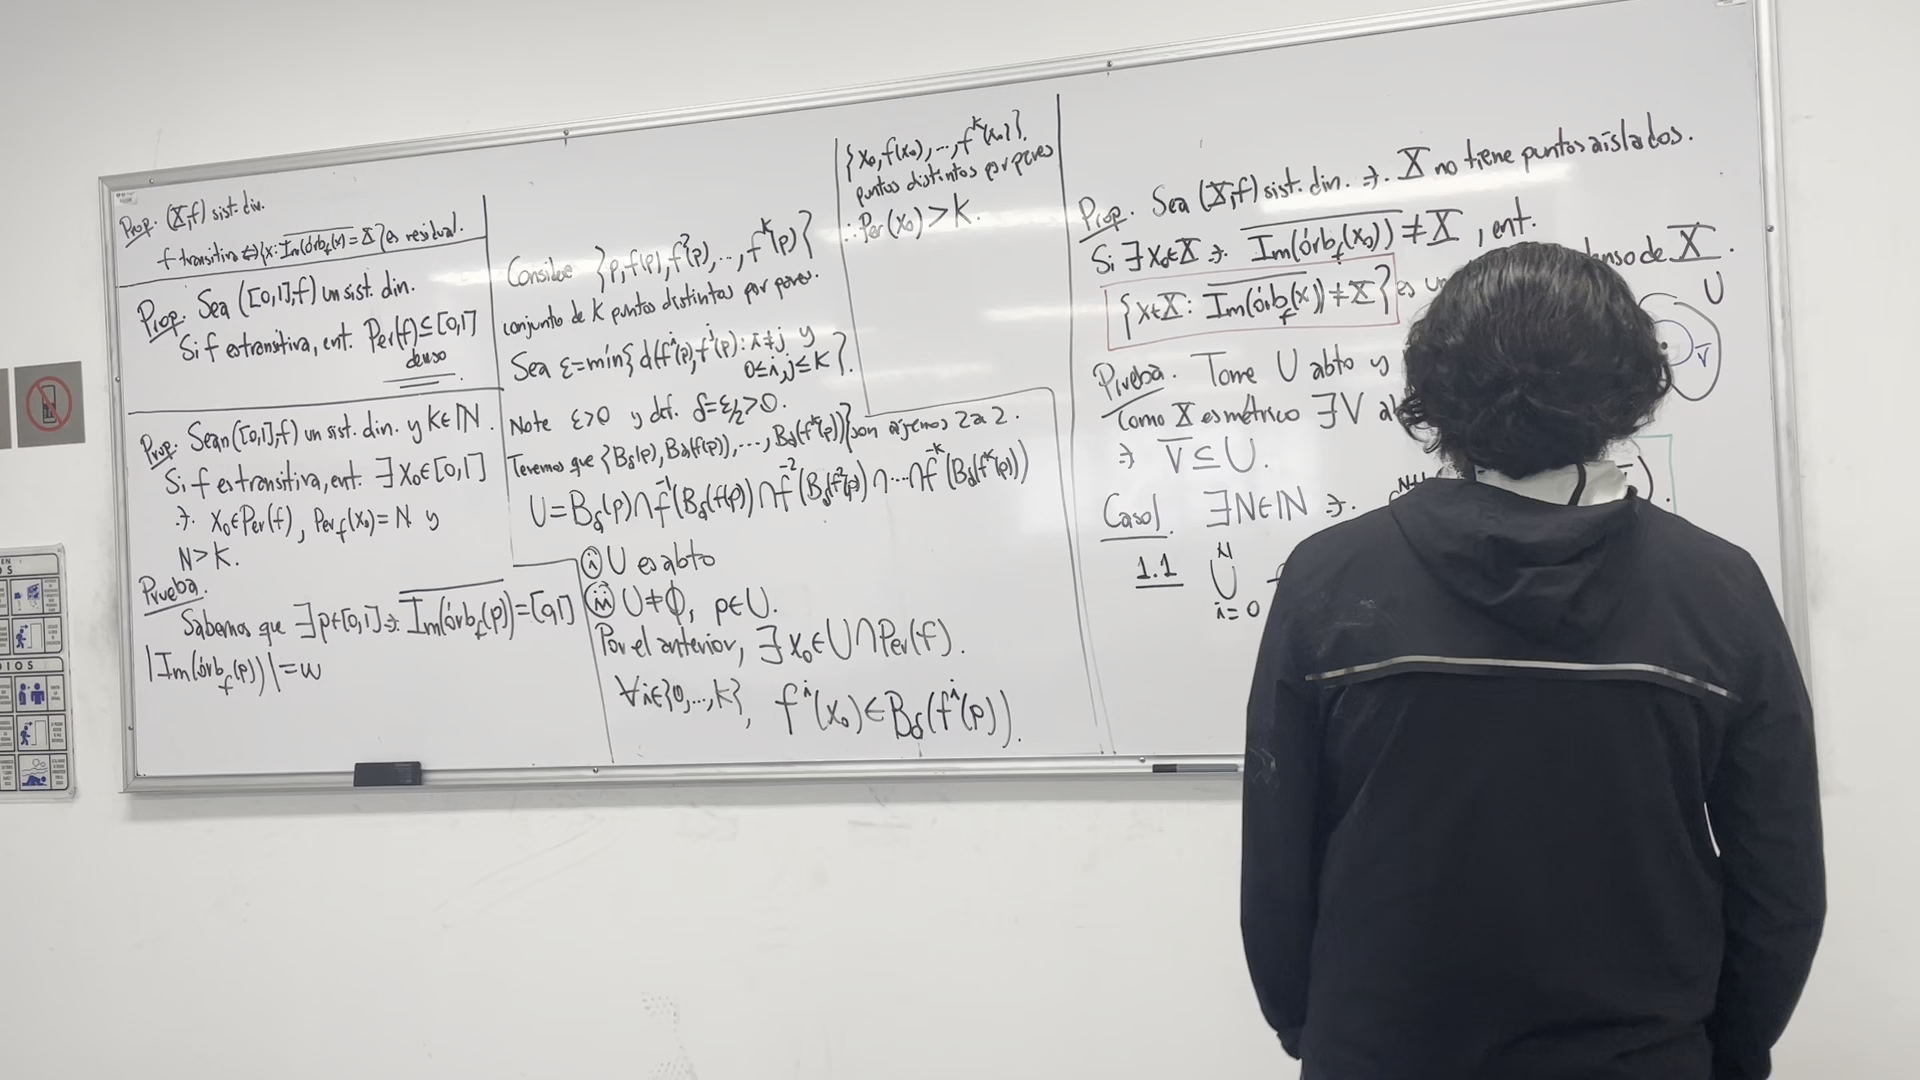 Prop. (X,f) sist. din.
f transitiva ⇔ {x: \overline{Im(órb_f(x))} = X} es residual.
Prop. Sea ([0,1],f) un sist. din.
Si f es transitiva, ent. Per(f) ⊆ [0,1]
denso
Prop. Sean ([0,1],f) un sist. din. y K∈ℕ.
Si f es transitiva, ent. ∃ x₀∈[0,1]
∋. x₀∈Per(f), Per_f(x₀)=N y
N>K.
Prueba.
Sabemos que ∃p∈[0,1] ∋. \overline{Im(órb_f(p))}=[0,1]
|Im(órb_f(p))|=ω
Considere {p, f(p), f²(p), ..., f^K(p)}
conjunto de K puntos distintos por pares.
Sea ε=mín{d(f^i(p), f^j(p)): i≠j y
0≤i,j≤K}.
Note ε>0 y def. δ=ε/2>0.
Tenemos que {B_δ(p), B_δ(f(p)), ..., B_δ(f^K(p))} son ajenos 2 a 2.
U=B_δ(p)∩f^{-1}(B_δ(f(p)))∩f^{-2}(B_δ(f²(p)))∩...∩f^{-K}(B_δ(f^K(p)))
(i) U es abto
(ii) U≠∅, p∈U.
Por el anterior, ∃ x₀∈U∩Per(f).
∀i∈{0,...,K}, f^i(x₀)∈B_δ(f^i(p)).
{x₀, f(x₀), ..., f^K(x₀)}
puntos distintos por pares
∴ Per(x₀)>K.
Prop. Sea (X,f) sist. din. ∋. X no tiene puntos aislados.
Si ∃x₀∈X ∋. \overline{Im(órb_f(x₀))}≠X, ent.
{x∈X: \overline{Im(órb_f(x))}≠X} es de X.
U
V
Prueba. Tome U abto y
Como X es métrico ∃V
∋ \overline{V}⊆U.
Caso 1 ∃N∈ℕ ∋.
1.1 ⋃_{i=0}^{N}